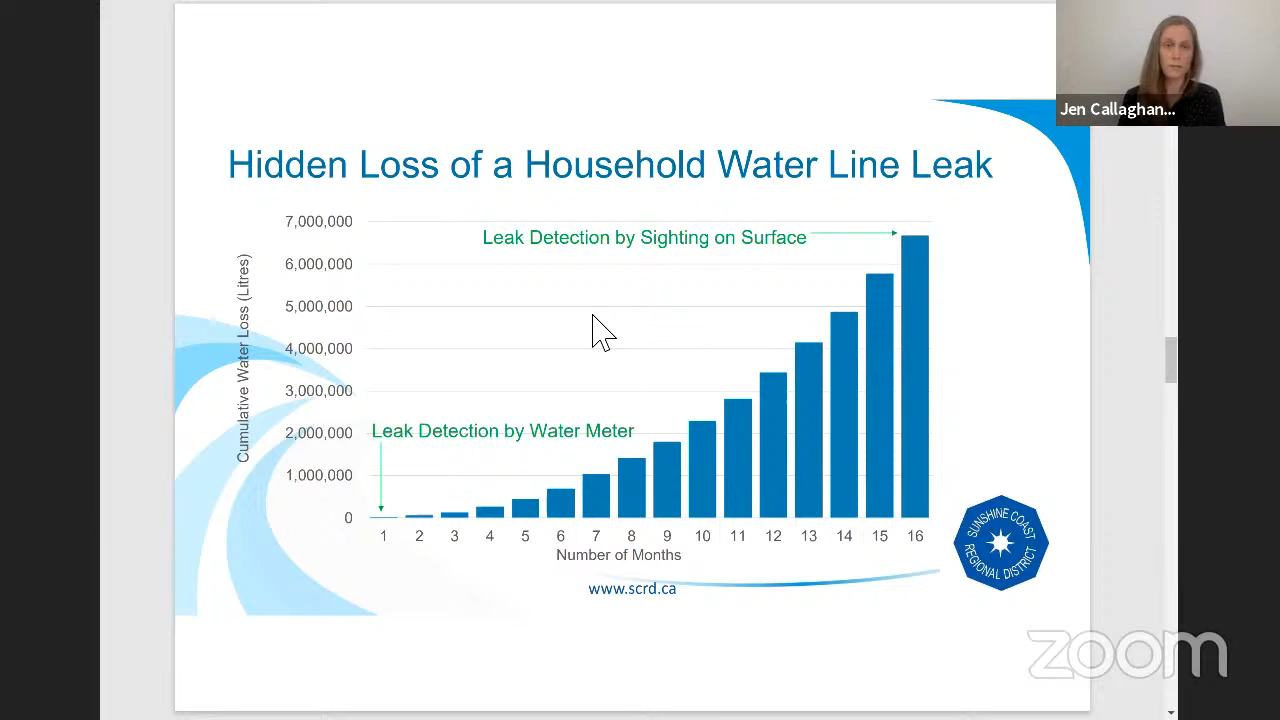 Jen Callaghan...
Hidden Loss of a Household Water Line Leak
Cumulative Water Loss (Litres)
7,000,000
6,000,000
5,000,000
4,000,000
3,000,000
2,000,000
1,000,000
0
Leak Detection by Sighting on Surface
Leak Detection by Water Meter
1 2 3 4 5 6 7 8 9 10 11 12 13 14 15 16
Number of Months
www.scrd.ca
SUNSHINE COAST
REGIONAL DISTRICT
zoom